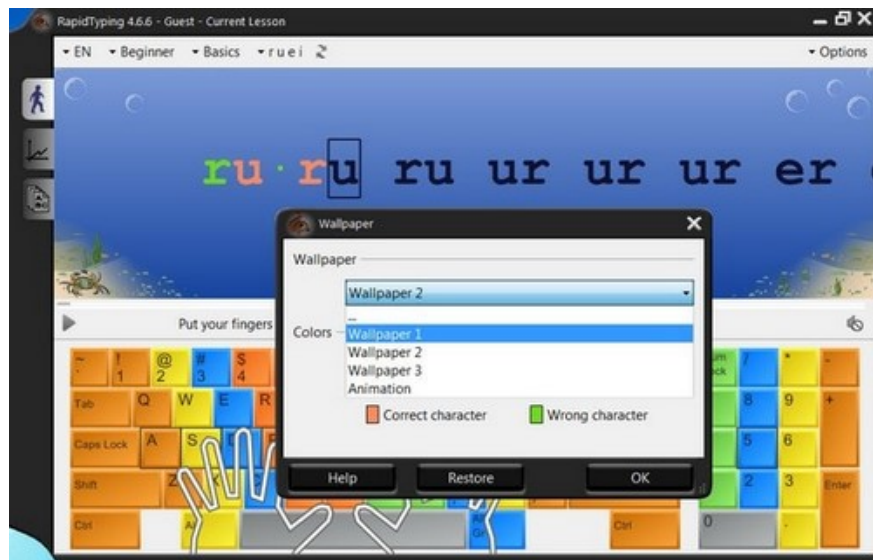 RapidTyping 4.6.6 - Guest - Current Lesson
EN Beginner Basics r u e i Options
ru·ru ru ur ur ur er
Wallpaper
Wallpaper
Wallpaper 2
--
Wallpaper 1
Wallpaper 2
Wallpaper 3
Animation
Colors
Correct character Wrong character
Help Restore OK
Put your fingers
~ ` ! 1 @ 2 # 3 $ 4 / * -
Tab Q W E R 8 9 +
Caps Lock A S D F 5 6
Shift Z X 2 3 Enter
Ctrl Alt Gr Ctrl 0 .